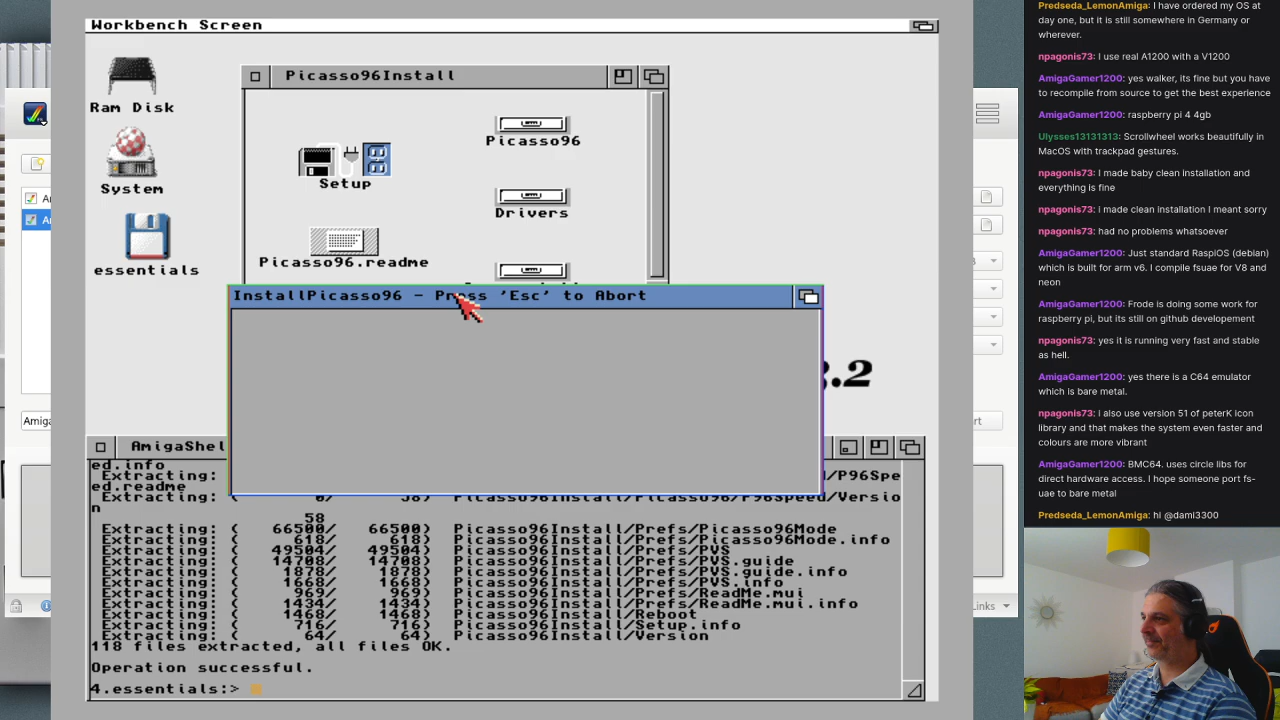 Workbench Screen
Ram Disk
System
essentials
Picasso96Install
Setup
Picasso96.readme
Picasso96
Drivers
InstallPicasso96 - Press 'Esc' to Abort
3.2
AmigaShel
ed.info
Extracting: (
/P96Spe
ed.readme
Extracting: ( 0/ 58) Picasso96Install/Picasso96/P96Speed/Versio
n
58
Extracting: ( 66500/ 66500) Picasso96Install/Prefs/Picasso96Mode
Extracting: ( 618/ 618) Picasso96Install/Prefs/Picasso96Mode.info
Extracting: ( 49504/ 49504) Picasso96Install/Prefs/PVS
Extracting: ( 14708/ 14708) Picasso96Install/Prefs/PVS.guide
Extracting: ( 1878/ 1878) Picasso96Install/Prefs/PVS.guide.info
Extracting: ( 1668/ 1668) Picasso96Install/Prefs/PVS.info
Extracting: ( 969/ 969) Picasso96Install/Prefs/ReadMe.mui
Extracting: ( 1434/ 1434) Picasso96Install/Prefs/ReadMe.mui.info
Extracting: ( 1468/ 1468) Picasso96Install/Reboot
Extracting: ( 716/ 716) Picasso96Install/Setup.info
Extracting: ( 64/ 64) Picasso96Install/Version
118 files extracted, all files OK.
Operation successful.
4.essentials:>
Amiga
rt
Links
Predseda_LemonAmiga: I have ordered my OS at
day one, but it is still somewhere in Germany or
wherever.
npagonis73: I use real A1200 with a V1200
AmigaGamer1200: yes walker, its fine but you have
to recompile from source to get the best experience
AmigaGamer1200: raspberry pi 4 4gb
Ulysses13131313: Scrollwheel works beautifully in
MacOS with trackpad gestures.
npagonis73: I made baby clean installation and
everything is fine
npagonis73: I made clean installation I meant sorry
npagonis73: had no problems whatsoever
AmigaGamer1200: Just standard RaspiOS (debian)
which is built for arm v6. I compile fsuae for V8 and
neon
AmigaGamer1200: Frode is doing some work for
raspberry pi, but its still on github developement
npagonis73: yes it is running very fast and stable
as hell.
AmigaGamer1200: yes there is a C64 emulator
which is bare metal.
npagonis73: i also use version 51 of peterK icon
library and that makes the system even faster and
colours are more vibrant
AmigaGamer1200: BMC64. uses circle libs for
direct hardware access. I hope someone port fs-
uae to bare metal
Predseda_LemonAmiga: hi @daml3300